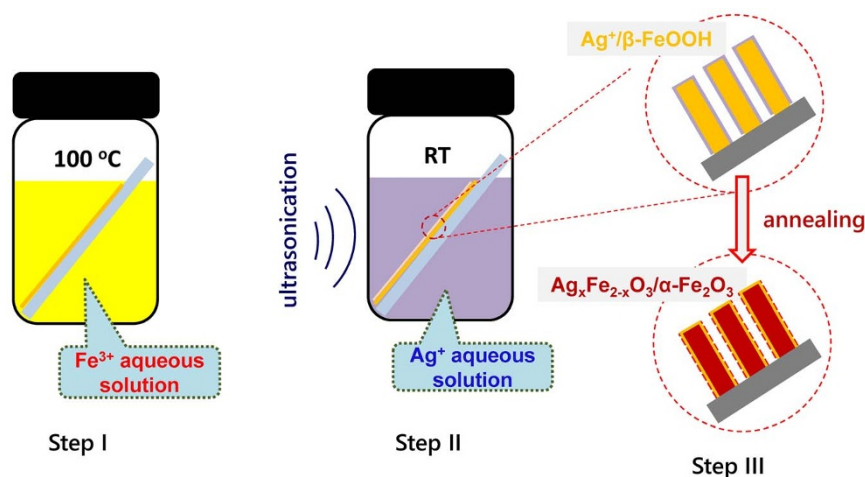 100 °C
Fe³⁺ aqueous
solution
Step I
ultrasonication
RT
Ag⁺ aqueous
solution
Step II
Ag⁺/β-FeOOH
annealing
AgₓFe₂₋ₓO₃/α-Fe₂O₃
Step III